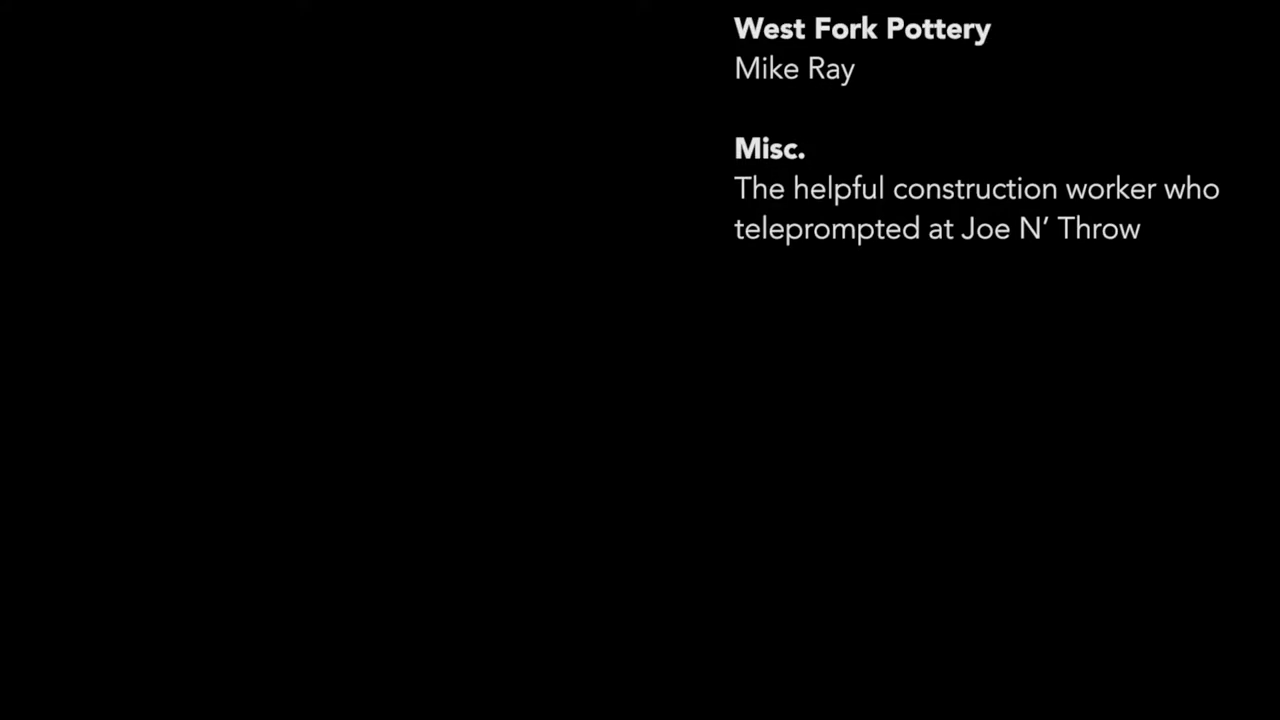 West Fork Pottery
Mike Ray
Misc.
The helpful construction worker who
teleprompted at Joe N’ Throw